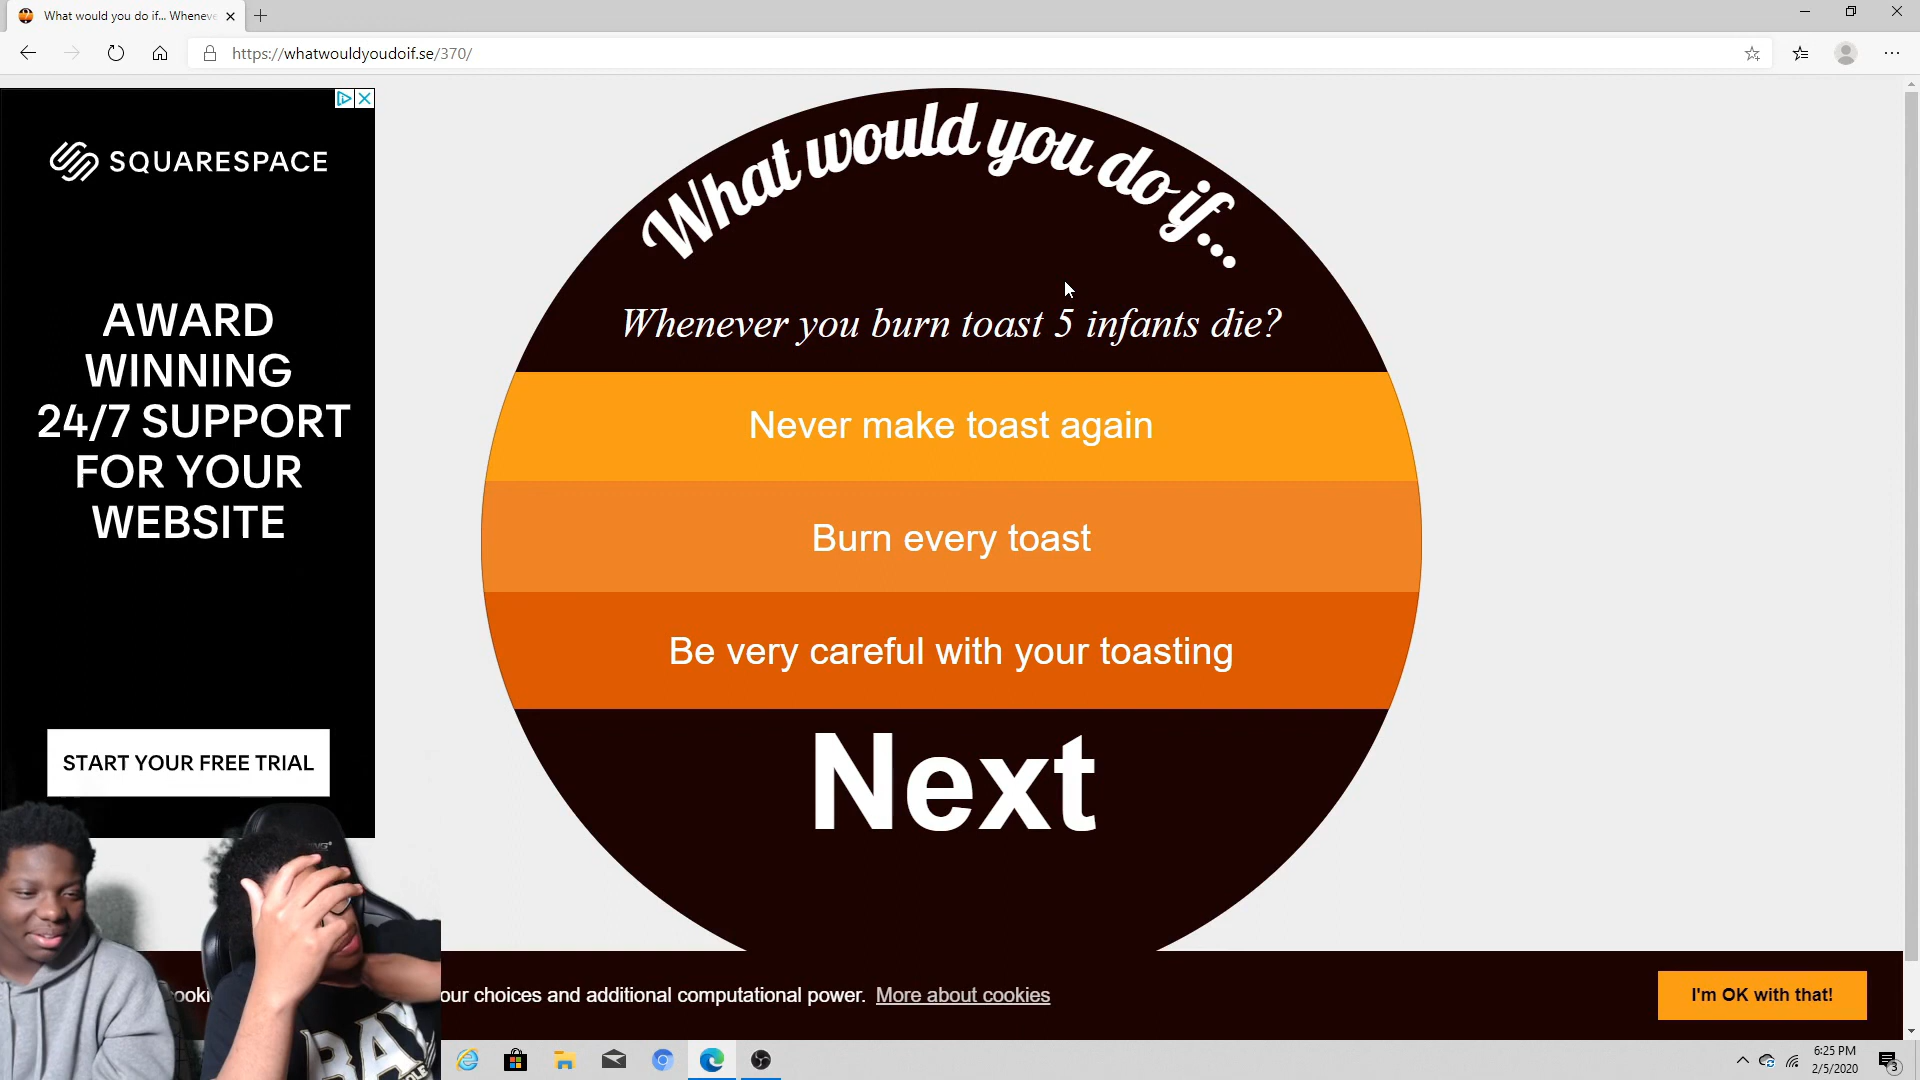 What would you do if... Wheneve
https://whatwouldyoudoif.se/370/
SQUARESPACE
AWARD
WINNING
24/7 SUPPORT
FOR YOUR
WEBSITE
START YOUR FREE TRIAL
What would you do if...
Whenever you burn toast 5 infants die?
Never make toast again
Burn every toast
Be very careful with your toasting
Next
our choices and additional computational power. More about cookies
I'm OK with that!
6:25 PM
2/5/2020
3